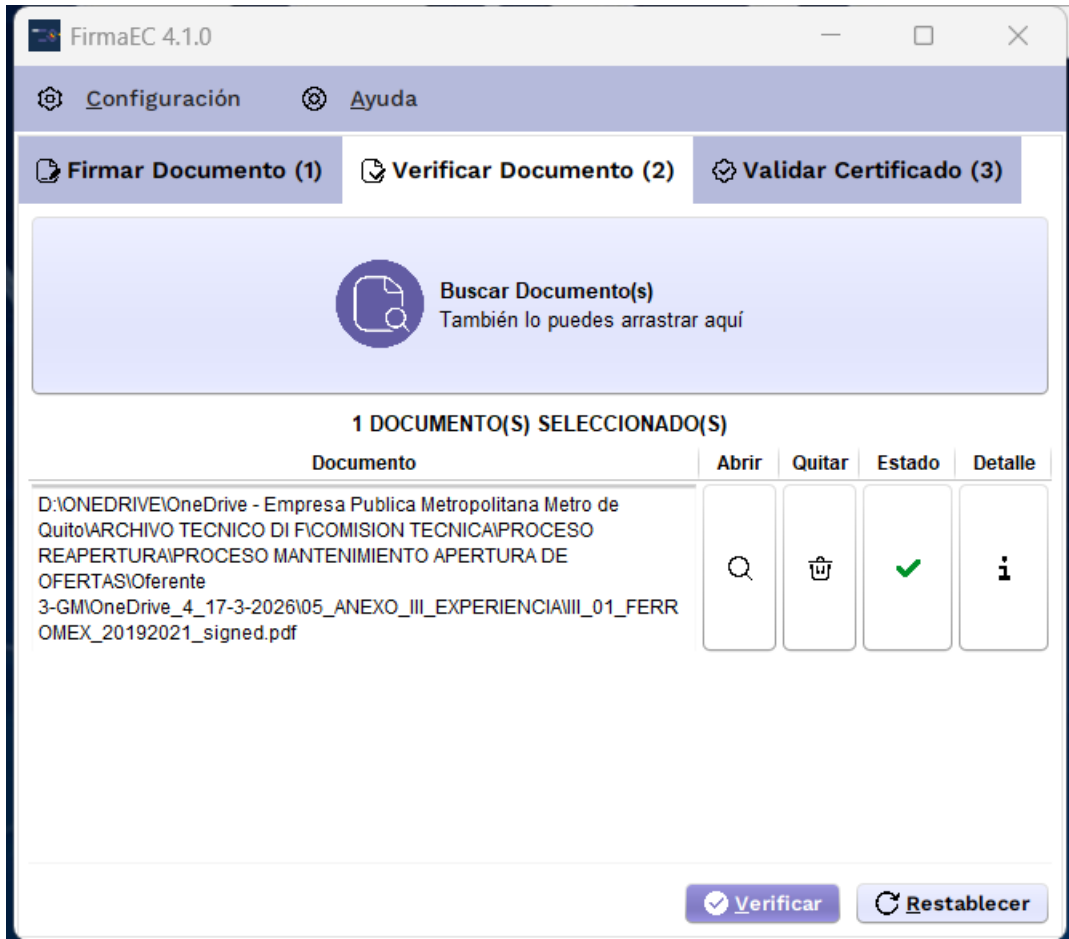 FirmaEC 4.1.0
Configuración Ayuda
Firmar Documento (1) Verificar Documento (2) Validar Certificado (3)
Buscar Documento(s)
También lo puedes arrastrar aquí
1 DOCUMENTO(S) SELECCIONADO(S)
Documento Abrir Quitar Estado Detalle
D:\ONEDRIVE\OneDrive - Empresa Publica Metropolitana Metro de
Quito\ARCHIVO TECNICO DI F\COMISION TECNICA\PROCESO
REAPERTURA\PROCESO MANTENIMIENTO APERTURA DE
OFERTAS\Oferente
3-GM\OneDrive_4_17-3-2026\05_ANEXO_III_EXPERIENCIA\III_01_FERR
OMEX_20192021_signed.pdf
Verificar Restablecer